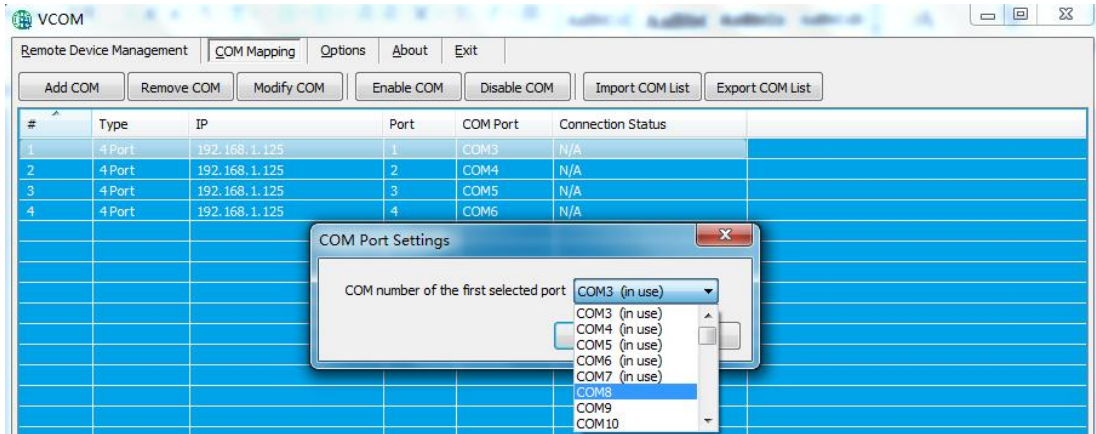 VCOM
Remote Device Management COM Mapping Options About Exit
Add COM Remove COM Modify COM Enable COM Disable COM Import COM List Export COM List
# Type IP Port COM Port Connection Status
1 4 Port 192.168.1.125 1 COM3 N/A
2 4 Port 192.168.1.125 2 COM4 N/A
3 4 Port 192.168.1.125 3 COM5 N/A
4 4 Port 192.168.1.125 4 COM6 N/A
COM Port Settings
COM number of the first selected port COM3 (in use)
COM3 (in use)
COM4 (in use)
COM5 (in use)
COM6 (in use)
COM7 (in use)
COM8
COM9
COM10